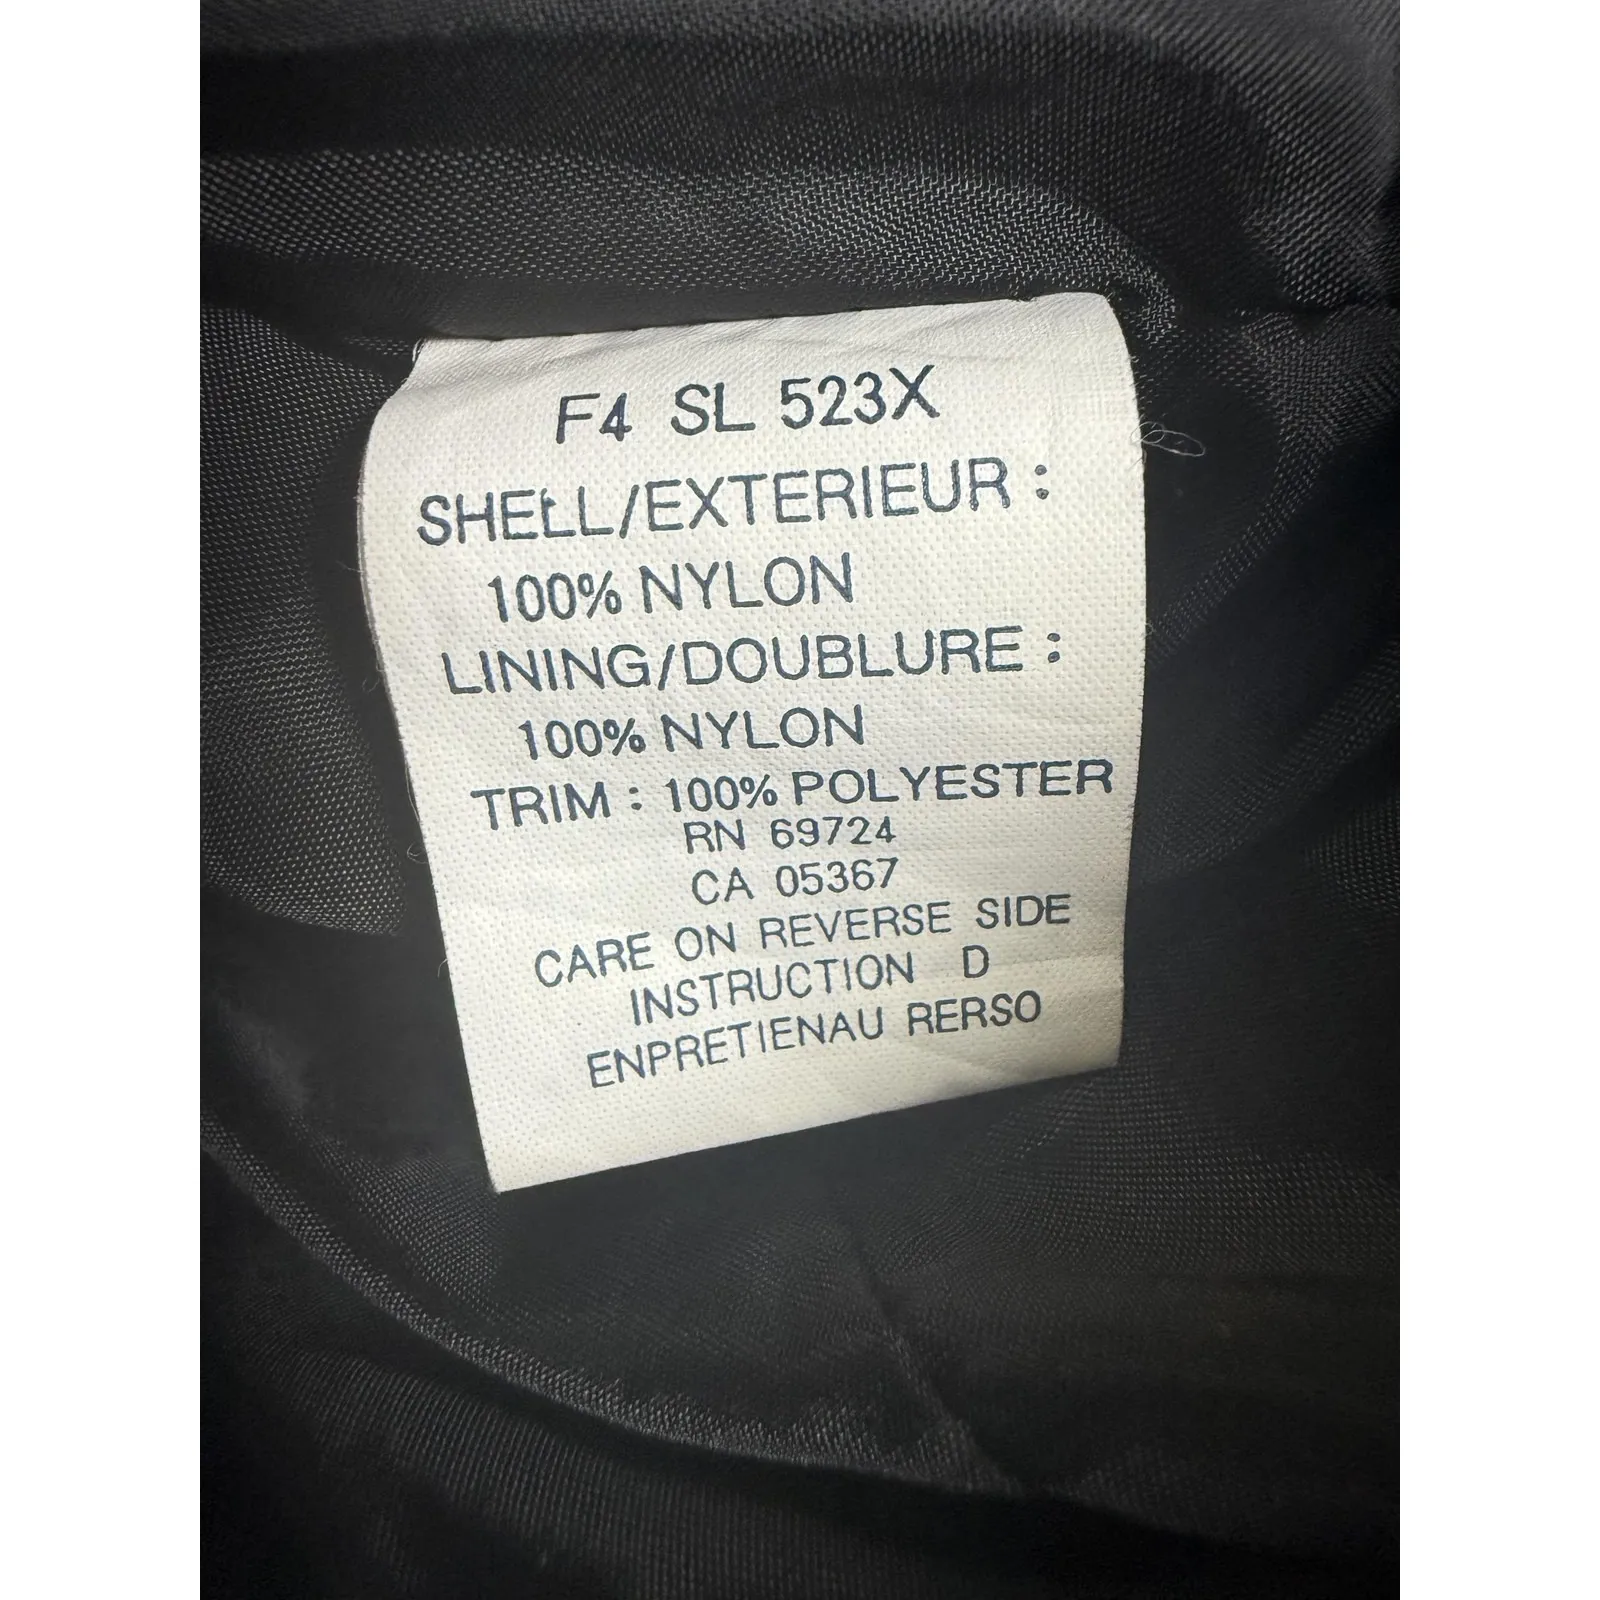 F4 SL 523X
SHELL/EXTERIEUR :
100% NYLON
LINING/DOUBLURE :
100% NYLON
TRIM : 100% POLYESTER
RN 69724
CA 05367
CARE ON REVERSE SIDE
INSTRUCTION D
ENPRETIENAU RERSO